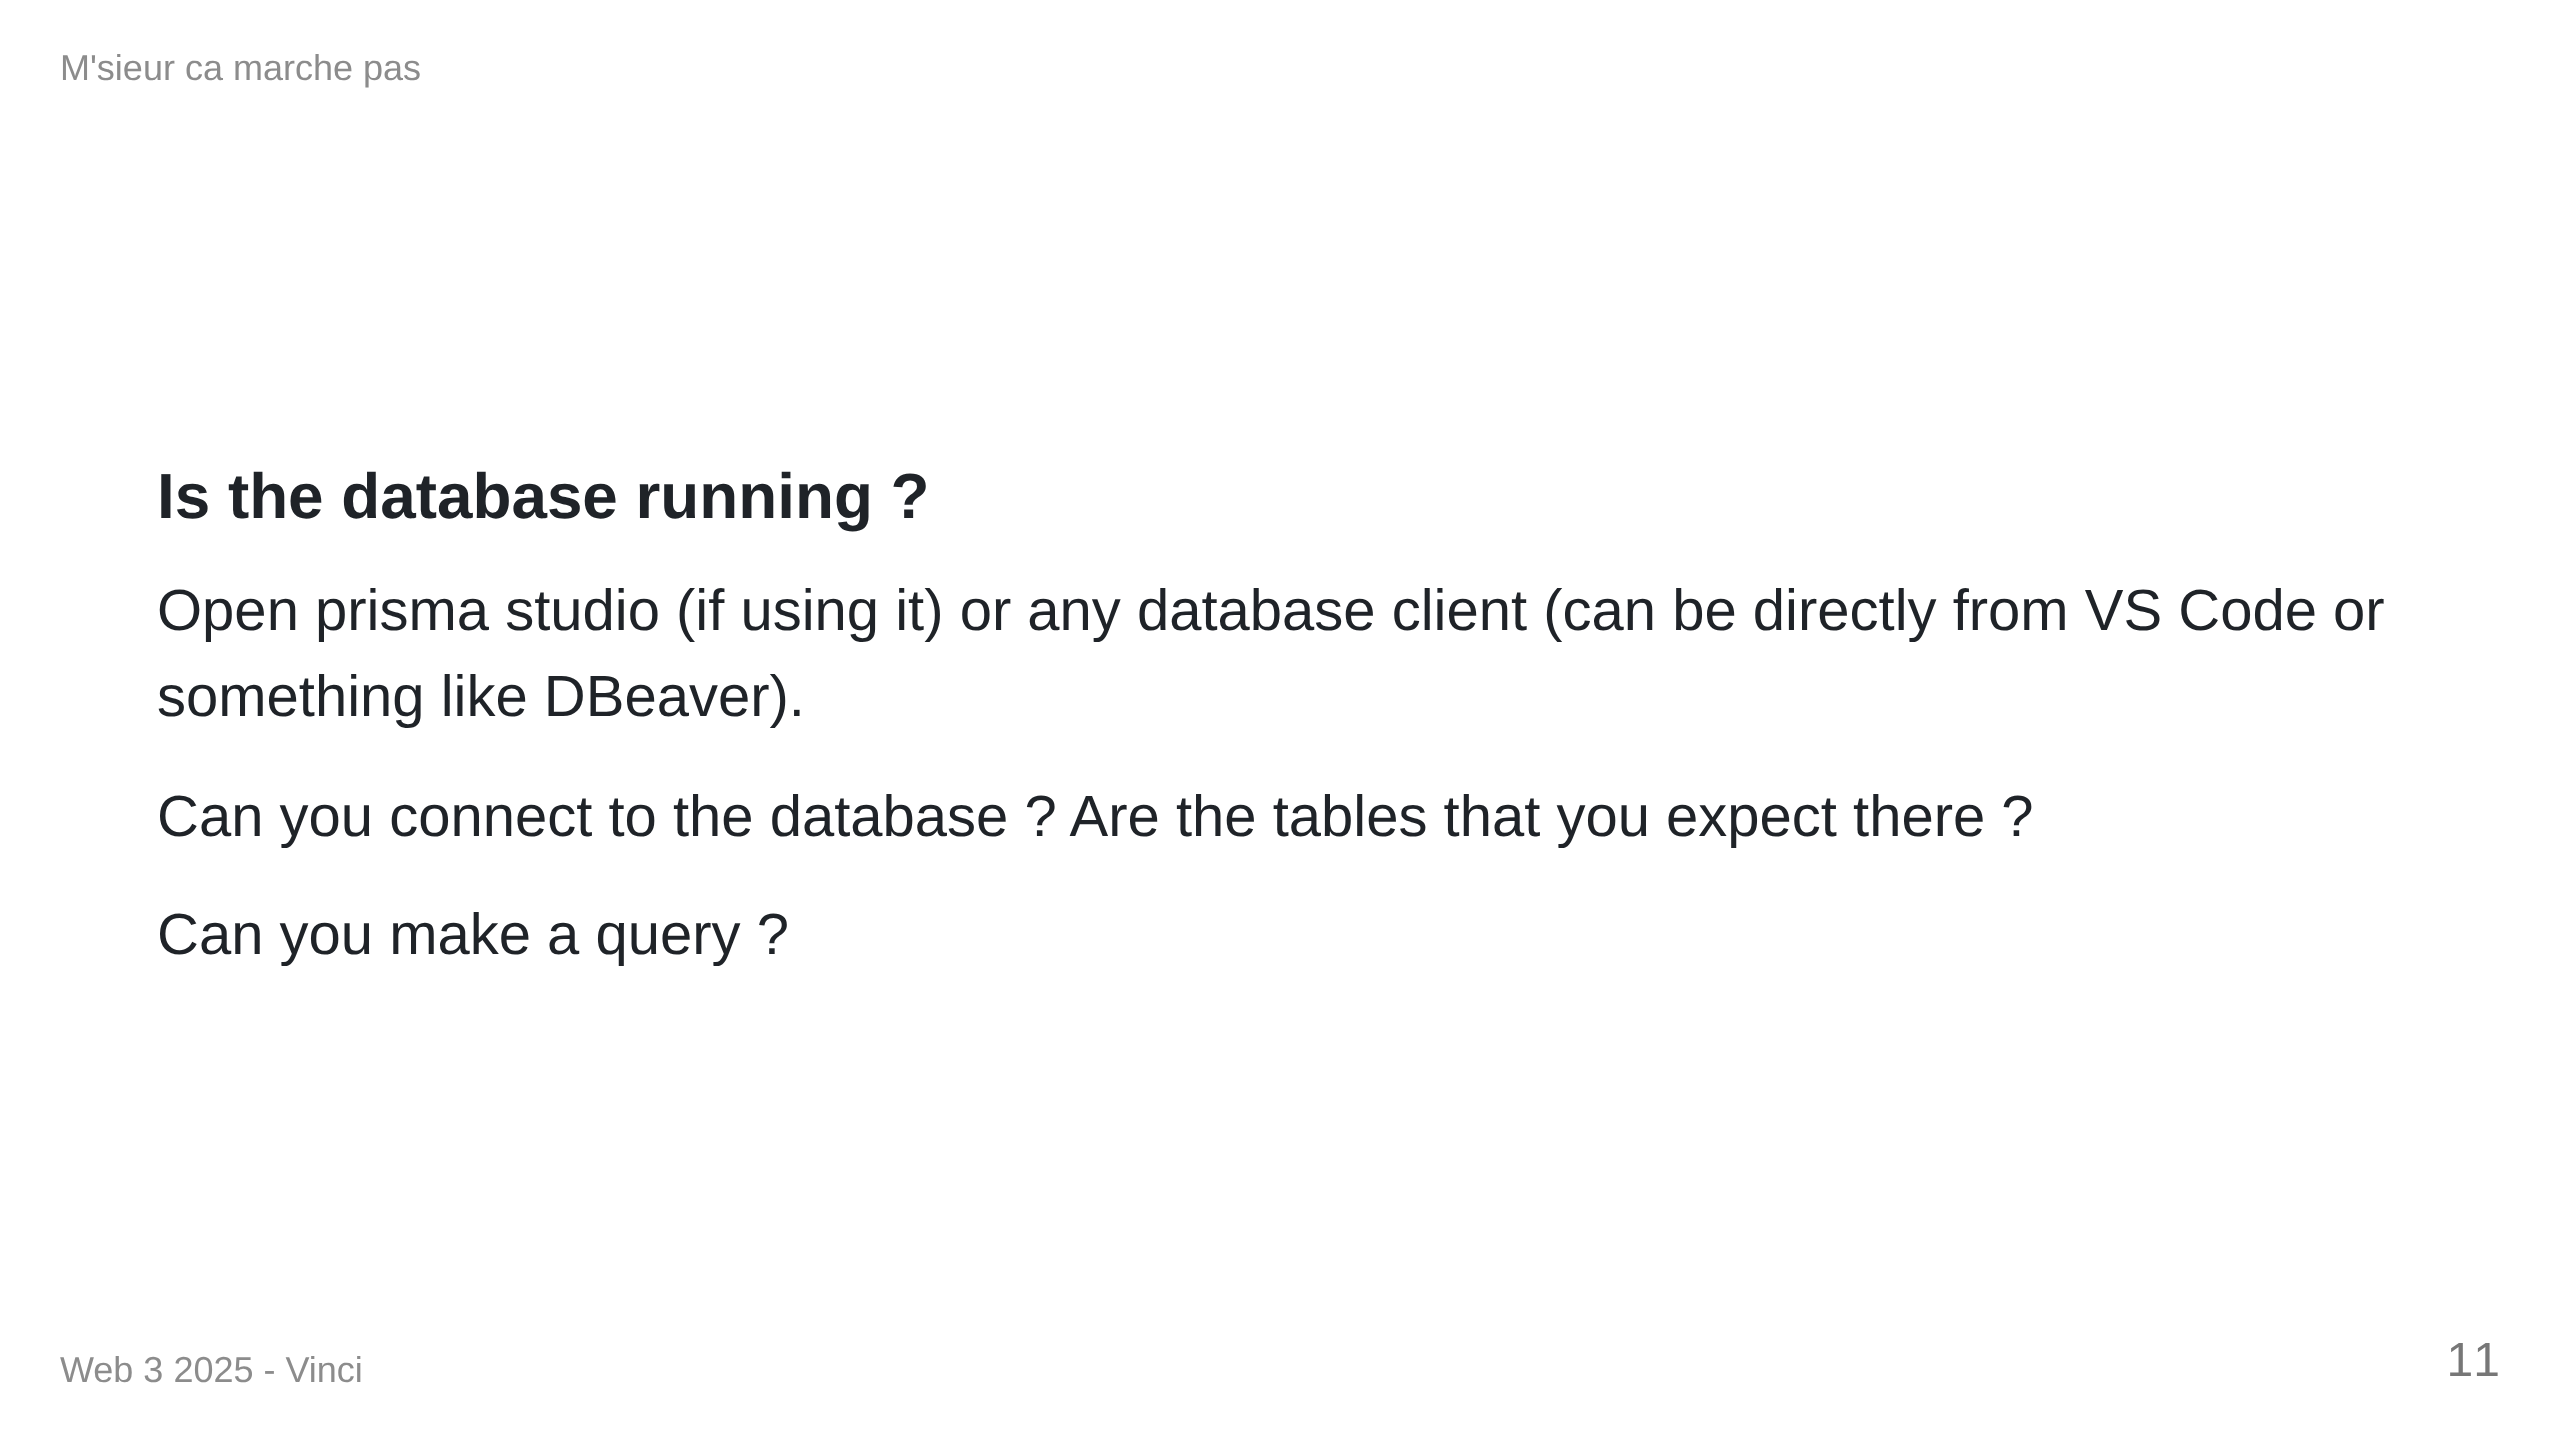 M'sieur ca marche pas
Is the database running ?
Open prisma studio (if using it) or any database client (can be directly from VS Code or
something like DBeaver).
Can you connect to the database ? Are the tables that you expect there ?
Can you make a query ?
Web 3 2025 - Vinci
11